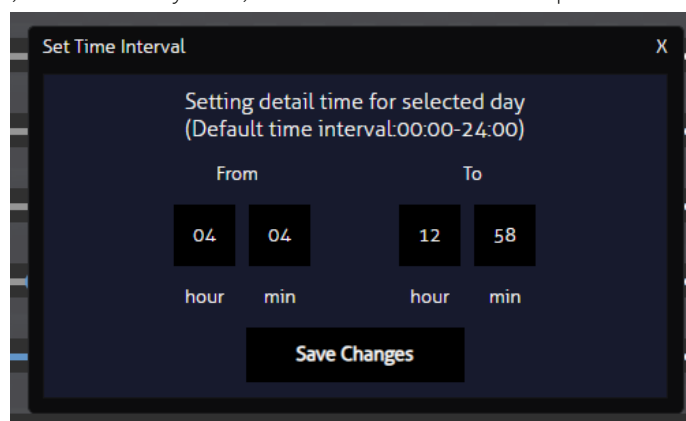 Set Time Interval X
Setting detail time for selected day
(Default time interval:00:00-24:00)
From To
04 04 12 58
hour min hour min
Save Changes